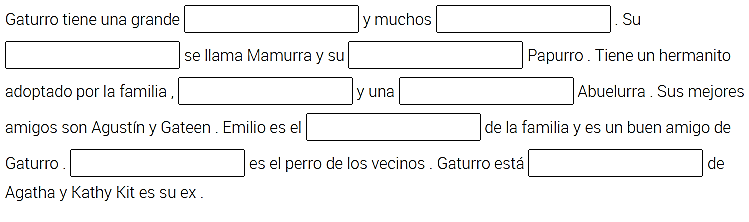 Gaturro tiene una grande y muchos . Su
se llama Mamurra y su Papurro . Tiene un hermanito
adoptado por la familia , y una Abuelurra . Sus mejores
amigos son Agustín y Gateen . Emilio es el de la familia y es un buen amigo de
Gaturro . es el perro de los vecinos . Gaturro está de
Agatha y Kathy Kit es su ex .